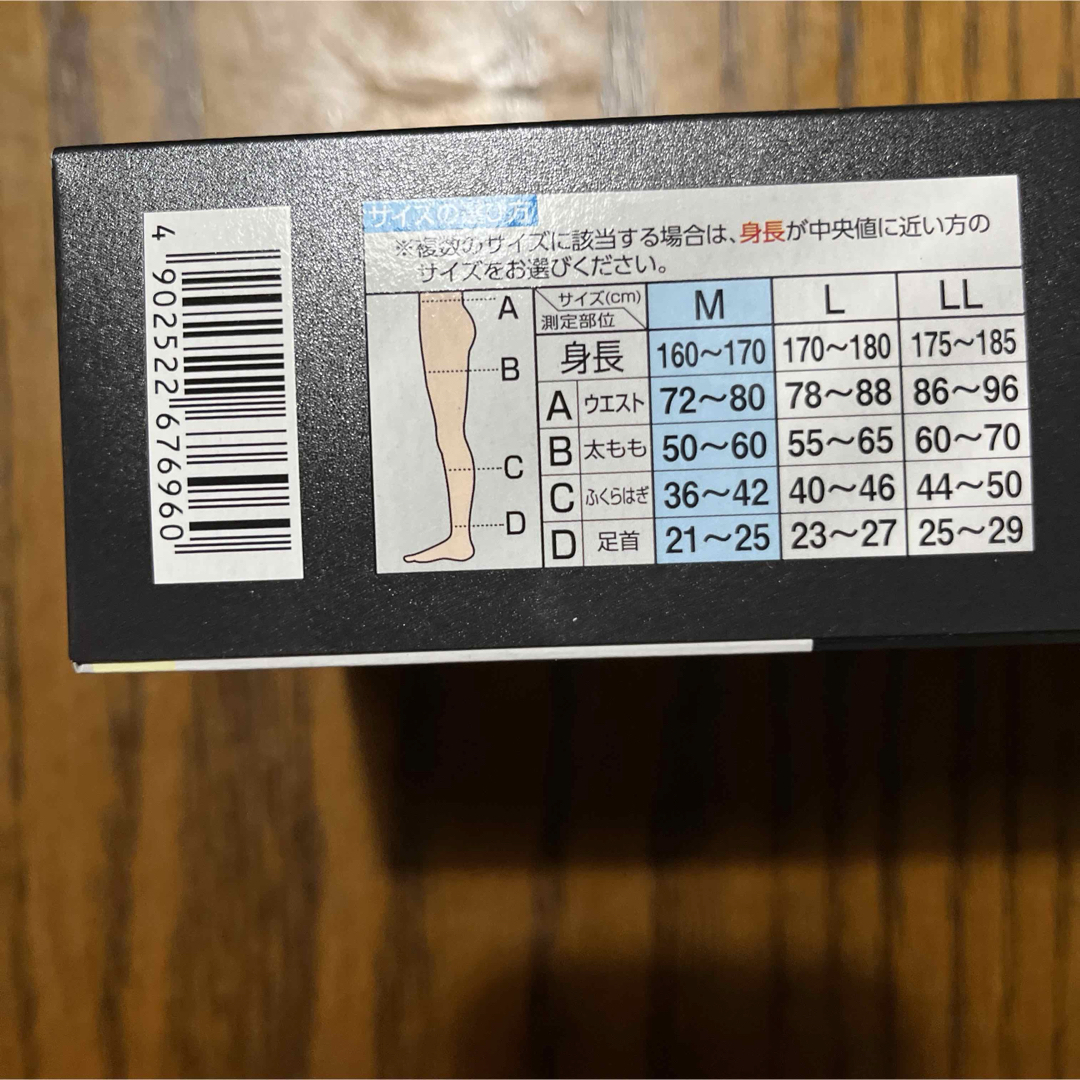 4 902522 676960
サイズの選び方
※複数のサイズに該当する場合は、身長が中央値に近い方の
サイズをお選びください。
A
B
C
D
サイズ(cm) M L LL
測定部位
身長 160〜170 170〜180 175〜185
A ウエスト 72〜80 78〜88 86〜96
B 太もも 50〜60 55〜65 60〜70
C ふくらはぎ 36〜42 40〜46 44〜50
D 足首 21〜25 23〜27 25〜29